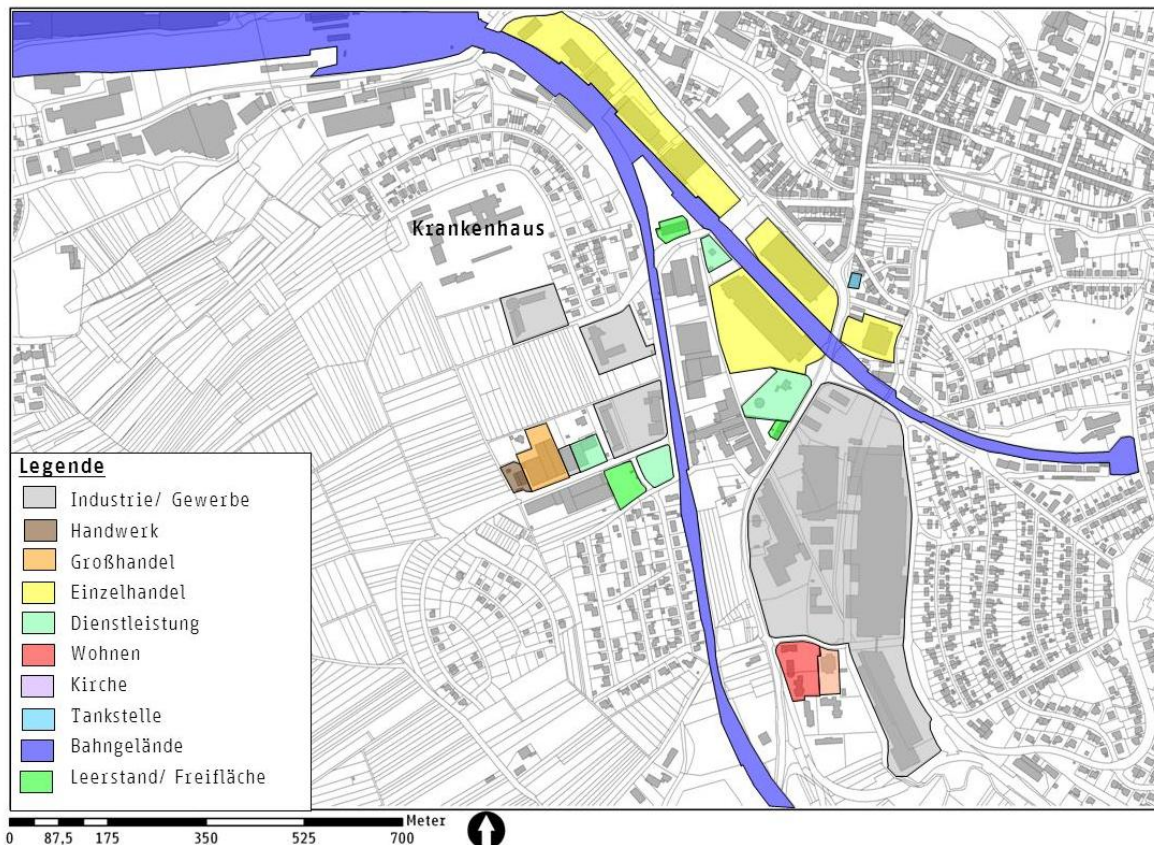 Krankenhaus
Legende
Industrie/ Gewerbe
Handwerk
Großhandel
Einzelhandel
Dienstleistung
Wohnen
Kirche
Tankstelle
Bahngelände
Leerstand/ Freifläche
Meter
0 87,5 175 350 525 700